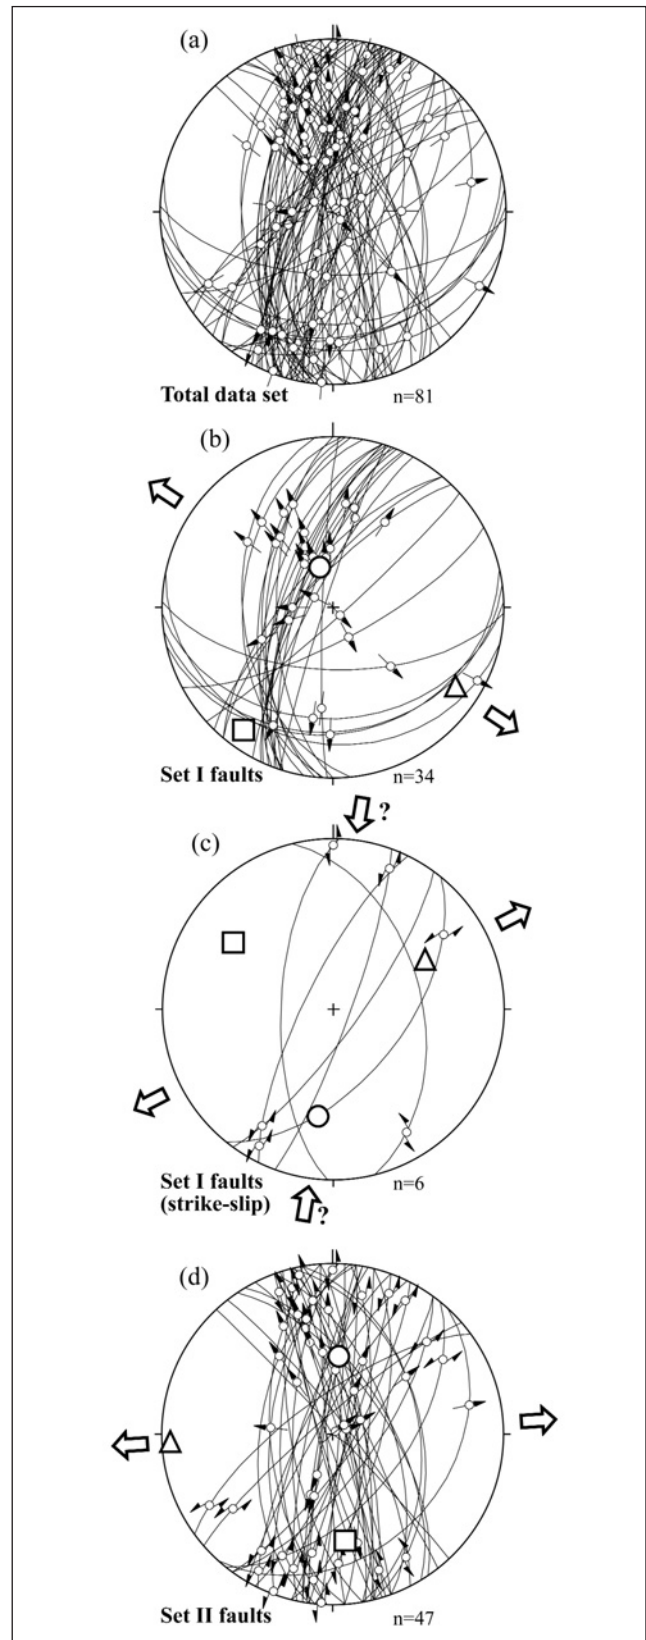 (a)
Total data set n=81
(b)
Set I faults n=34
?
(c)
Set I faults n=6
(strike-slip)
?
(d)
Set II faults n=47